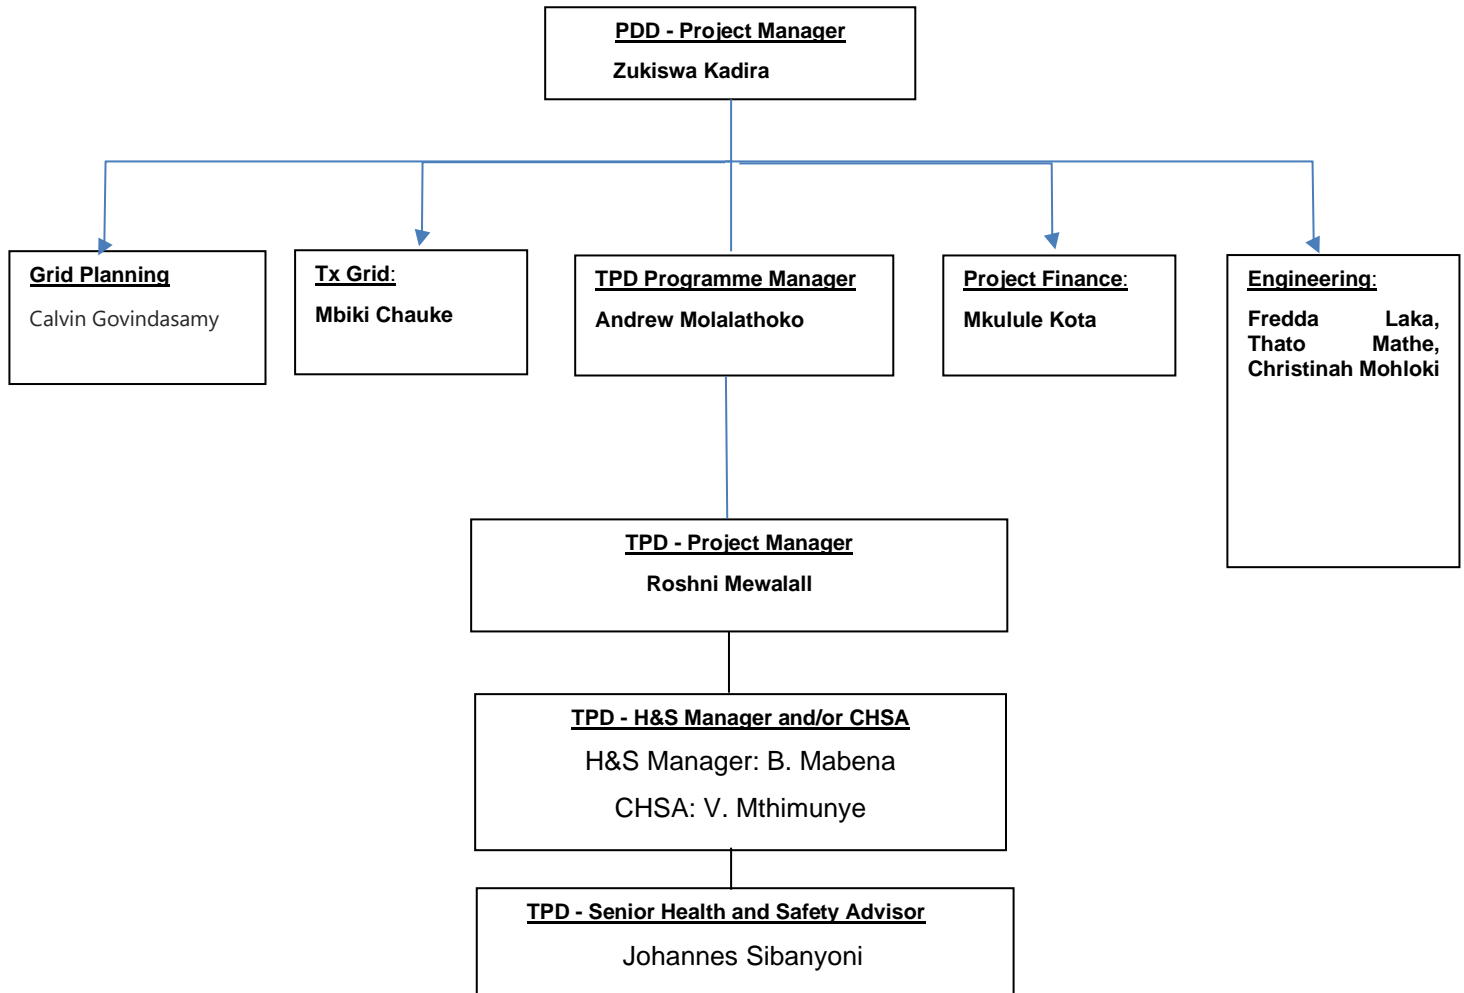 PDD - Project Manager
Zukiswa Kadira
Grid Planning
Calvin Govindasamy
Tx Grid:
Mbiki Chauke
TPD Programme Manager
Andrew Molalathoko
Project Finance:
Mkulule Kota
Engineering:
Fredda Laka,
Thato Mathe,
Christinah Mohloki
TPD - Project Manager
Roshni Mewalall
TPD - H&S Manager and/or CHSA
H&S Manager: B. Mabena
CHSA: V. Mthimunye
TPD - Senior Health and Safety Advisor
Johannes Sibanyoni